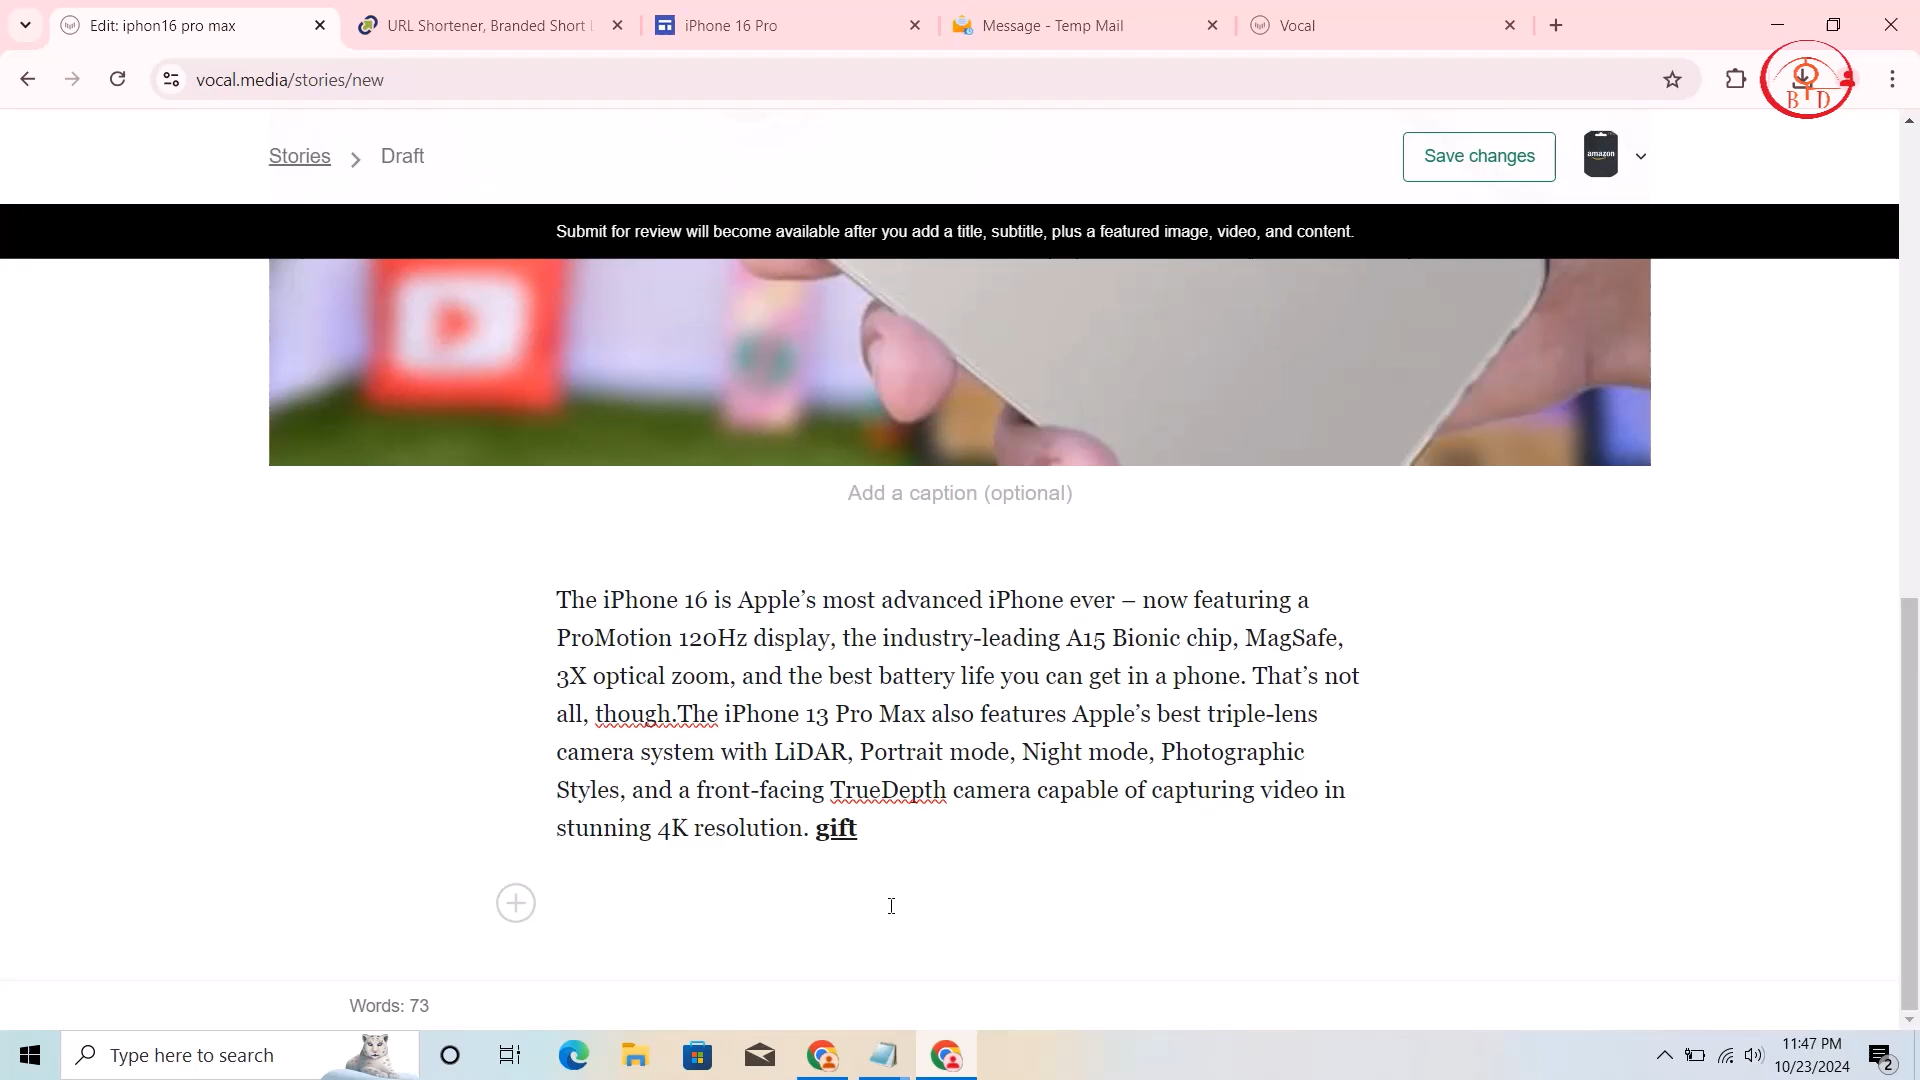 Edit: iphon16 pro max
URL Shortener, Branded Short
iPhone 16 Pro
Message - Temp Mail
Vocal
vocal.media/stories/new
B D
Stories
Draft
Save changes
amazon
Submit for review will become available after you add a title, subtitle, plus a featured image, video, and content.
Add a caption (optional)
The iPhone 16 is Apple’s most advanced iPhone ever – now featuring a
ProMotion 120Hz display, the industry-leading A15 Bionic chip, MagSafe,
3X optical zoom, and the best battery life you can get in a phone. That’s not
all, though.The iPhone 13 Pro Max also features Apple’s best triple-lens
camera system with LiDAR, Portrait mode, Night mode, Photographic
Styles, and a front-facing TrueDepth camera capable of capturing video in
stunning 4K resolution. gift
Words: 73
Type here to search
11:47 PM
10/23/2024
2